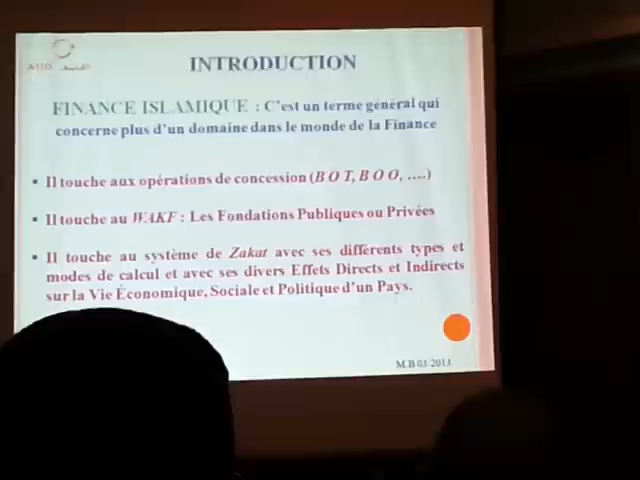 INTRODUCTION
FINANCE ISLAMIQUE : C'est un terme général qui
concerne plus d'un domaine dans le monde de la Finance
• Il touche aux opérations de concession (B O T, B O O, ....)
• Il touche au WAKF : Les Fondations Publiques ou Privées
• Il touche au système de Zakat avec ses différents types et
modes de calcul et avec ses divers Effets Directs et Indirects
sur la Vie Économique, Sociale et Politique d'un Pays.
M.B 03/2013